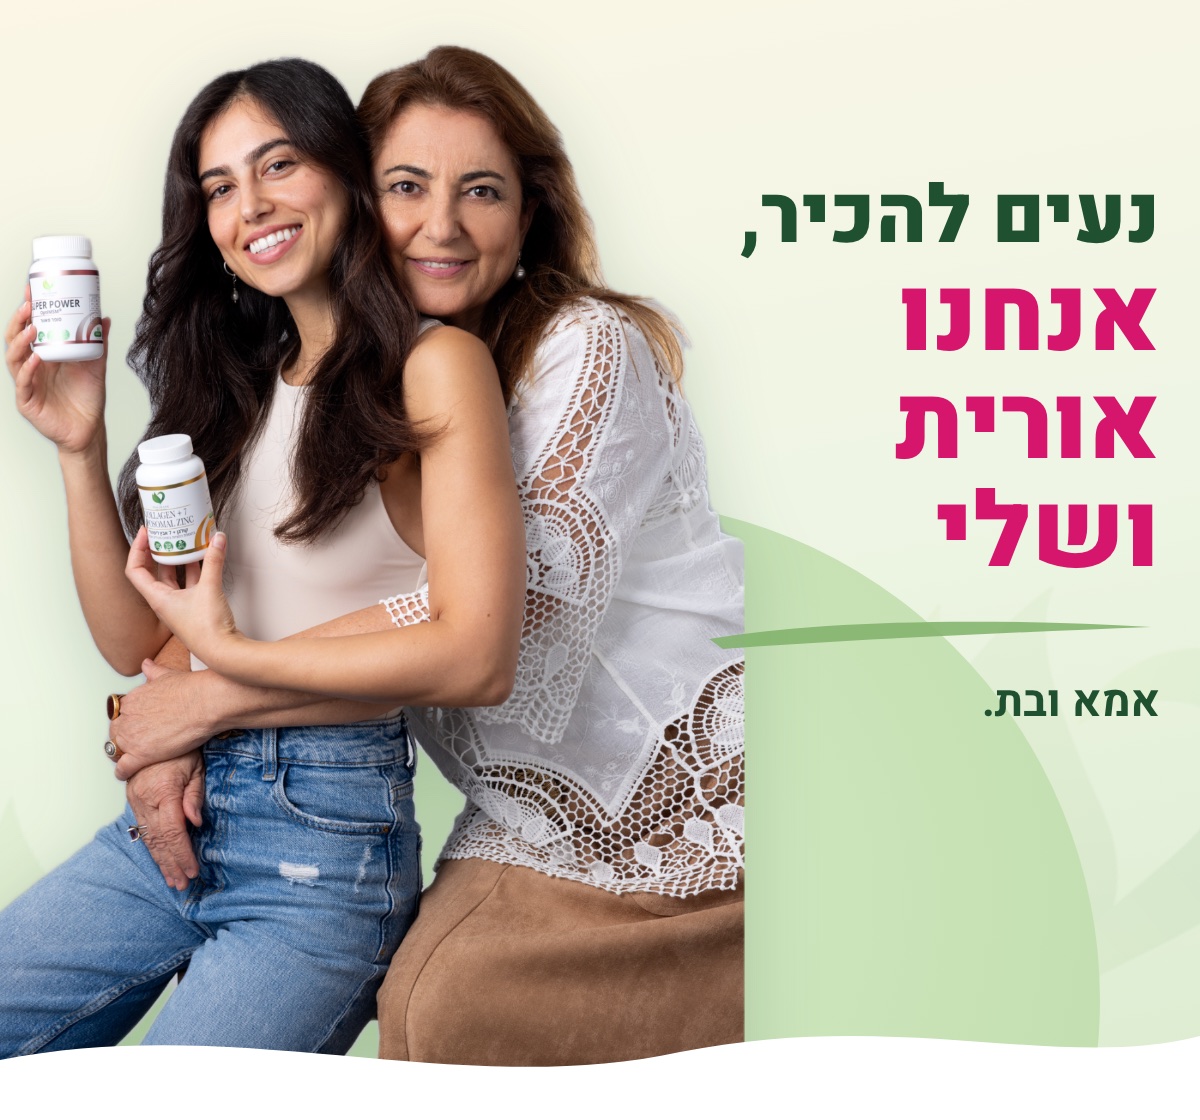 נעים להכיר,
אנחנו
אורית
ושלי
אמא ובת.
SUPER POWER
COLLAGEN + 7
LIPOSOMAL ZINC